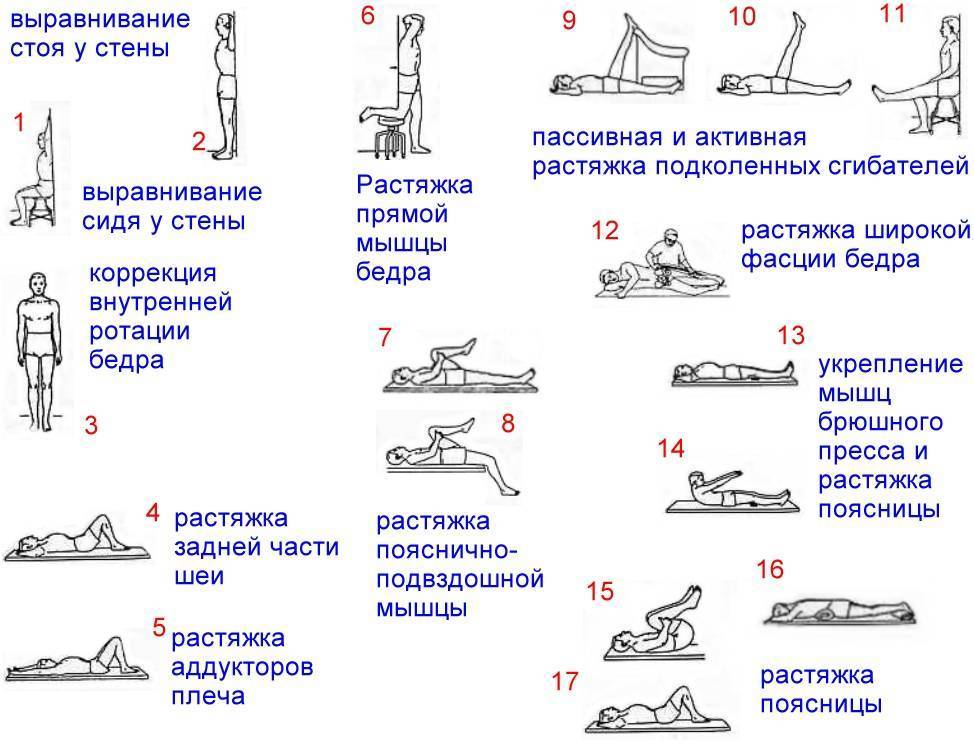 выравнивание
стоя у стены
1
2
выравнивание
сидя у стены
коррекция
внутренней
ротации
бедра
3
4
растяжка
задней части
шеи
5
растяжка
аддукторов
плеча
6
Растяжка
прямой
мышцы
бедра
7
8
растяжка
пояснично-
подвздошной
мышцы
9
10
11
пассивная и активная
растяжка подколенных сгибателей
12
растяжка широкой
фасции бедра
13
14
укрепление
мышц
брюшного
пресса и
растяжка
поясницы
15
16
17
растяжка
поясницы